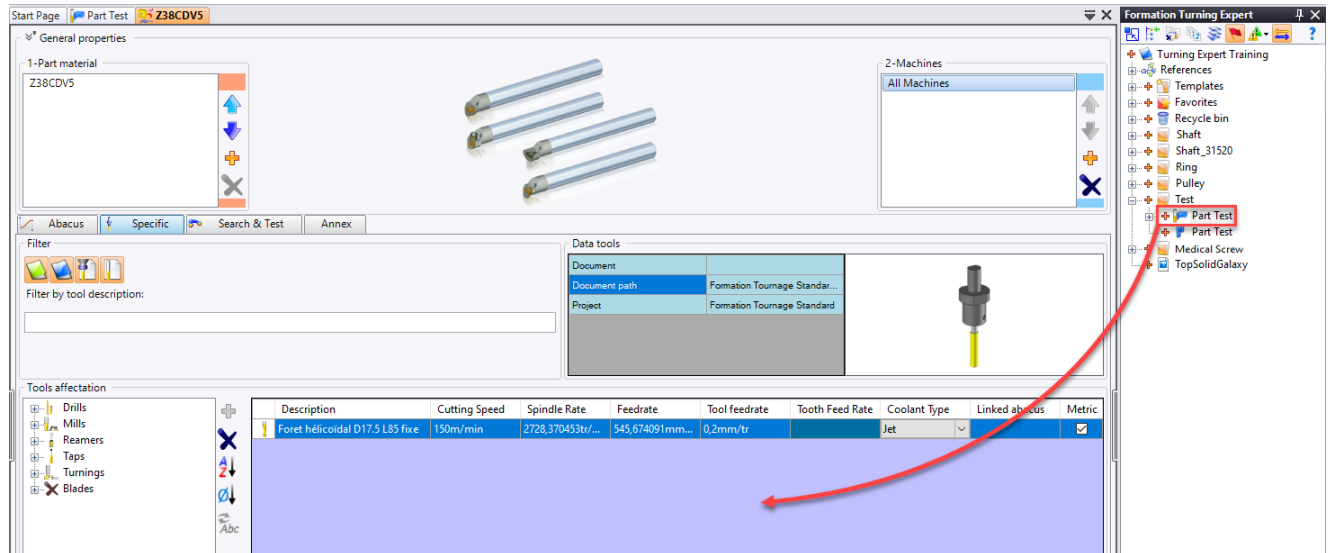 Start Page Part Test Z38CDV5
General properties
1-Part material
Z38CDV5
2-Machines
All Machines
Abacus Specific Search & Test Annex
Filter
Filter by tool description:
Data tools
Document
Document path Formation Tournage Standar...
Project Formation Tournage Standard
Tools affectation
Drills
Mills
Reamers
Taps
Turnings
Blades
A
Z
Ø
Abc
Description Cutting Speed Spindle Rate Feedrate Tool feedrate Tooth Feed Rate Coolant Type Linked abacus Metric
Foret hélicoïdal D17.5 L85 fixe 150m/min 2728,370453tr/... 545,674091mm... 0,2mm/tr Jet
Formation Turning Expert
?
Turning Expert Training
References
Templates
Favorites
Recycle bin
Shaft
Shaft_31520
Ring
Pulley
Test
Part Test
Part Test
Medical Screw
TopSolidGalaxy